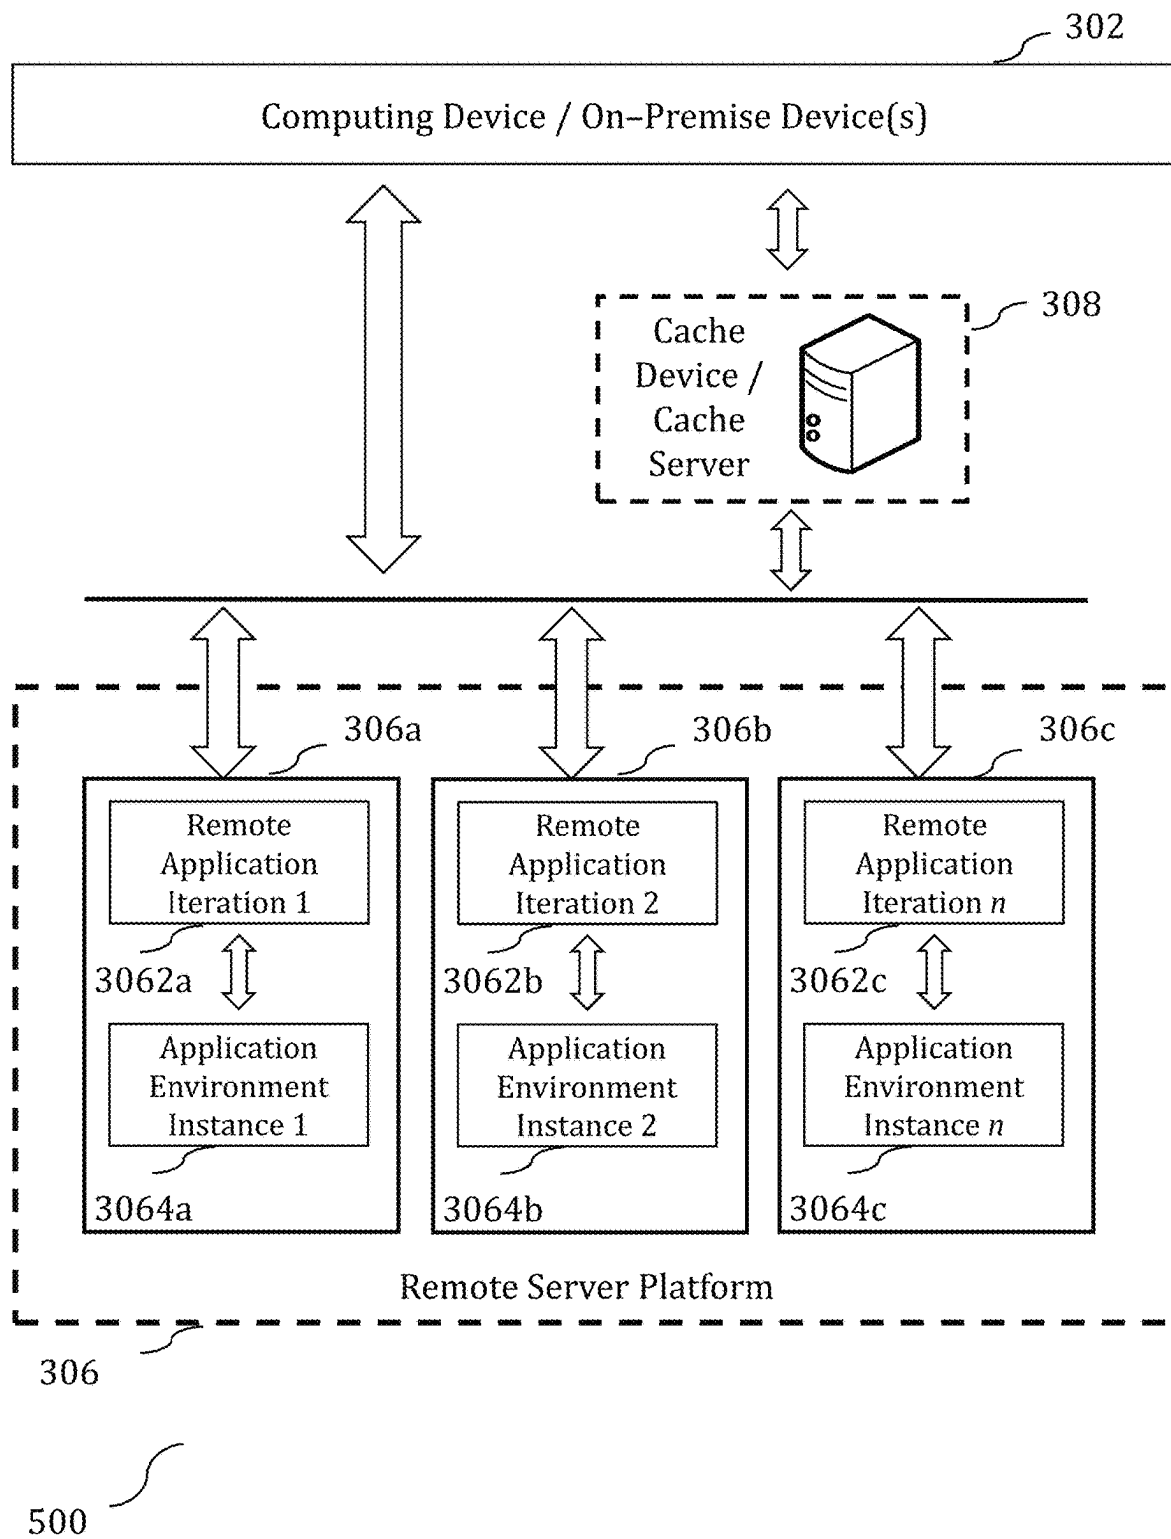 302
Computing Device / On–Premise Device(s)
308
Cache
Device /
Cache
Server
306a
306b
306c
Remote
Application
Iteration 1
Remote
Application
Iteration 2
Remote
Application
Iteration n
3062a
3062b
3062c
Application
Environment
Instance 1
Application
Environment
Instance 2
Application
Environment
Instance n
3064a
3064b
3064c
Remote Server Platform
306
500